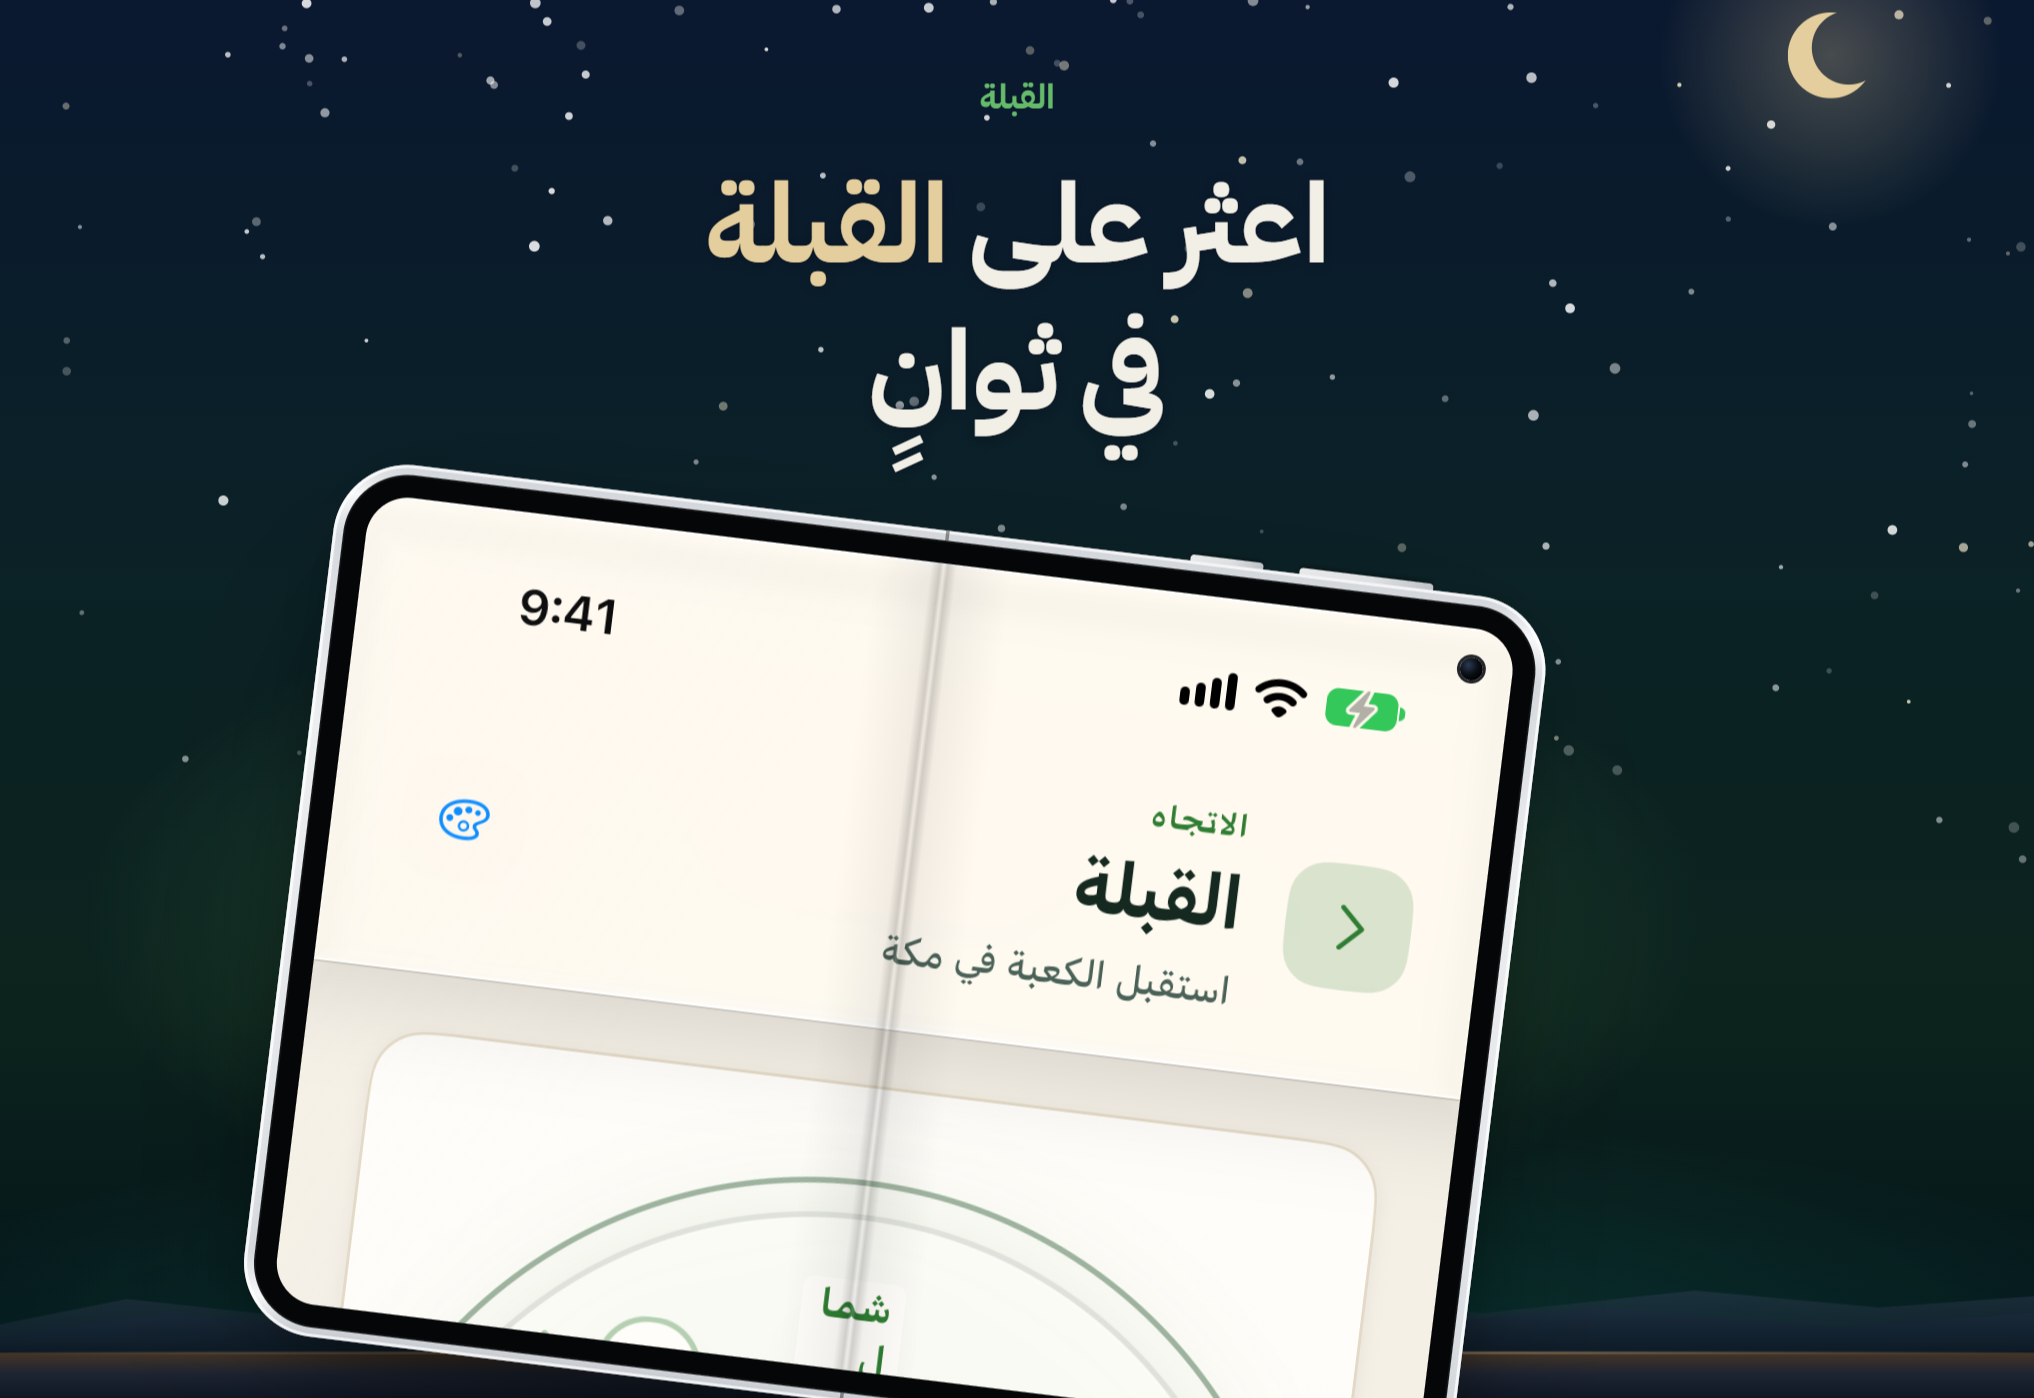 القبلة
اعثر على القبلة
في ثوانٍ
9:41
الاتجاه
القبلة
استقبل الكعبة في مكة
شما
ل